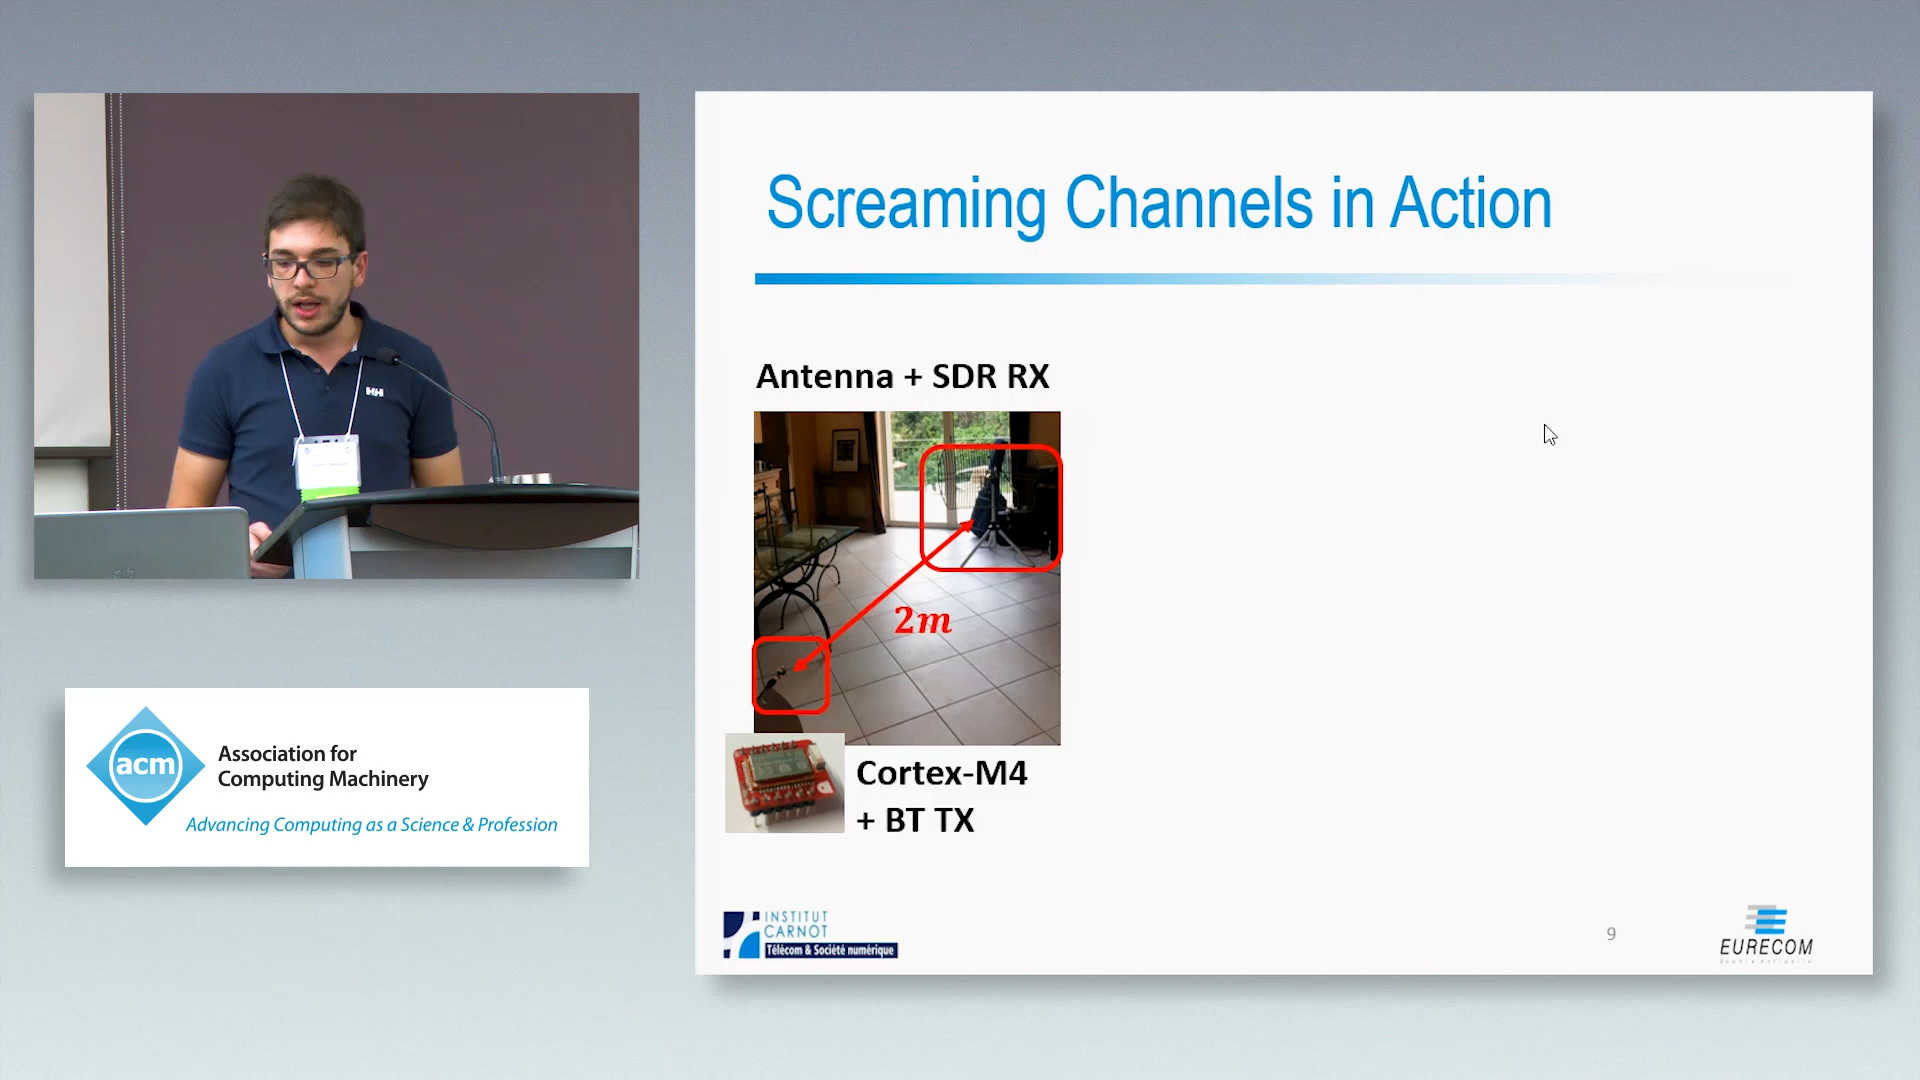 Screaming Channels in Action
Antenna + SDR RX
2m
Cortex-M4
+ BT TX
INSTITUT
CARNOT
Télécom & Société numérique
9
EURECOM
HH
acm
Association for
Computing Machinery
Advancing Computing as a Science & Profession